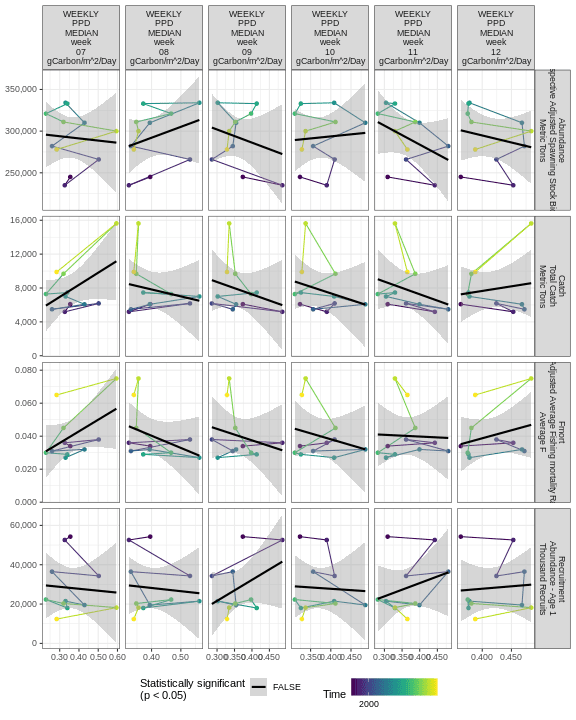 WEEKLY WEEKLY WEEKLY WEEKLY WEEKLY WEEKLY
PPD PPD PPD PPD PPD PPD
MEDIAN MEDIAN MEDIAN MEDIAN MEDIAN MEDIAN
week week week week week week
07 08 09 10 11 12
gCarbon/m^2/Day gCarbon/m^2/Day gCarbon/m^2/Day gCarbon/m^2/Day gCarbon/m^2/Day gCarbon/m^2/Day
350,000
300,000
250,000
Abundance
Adjusted Spawning Stock
Metric Tons
16,000
12,000
8,000
4,000
0
Catch
Total Catch
Metric Tons
0.080
0.060
0.040
0.020
0.000
Fmort
Adjusted Average Fishing mortality
Average F
60,000
40,000
20,000
0
Recruitment
Abundance - Age 1
Thousand Recruits
0.30 0.40 0.50 0.60 0.40 0.50 0.300 0.350 0.400 0.450 0.350 0.400 0.450 0.300 0.350 0.400 0.450 0.400 0.450
Statistically significant
(p < 0.05)
FALSE
Time
2000